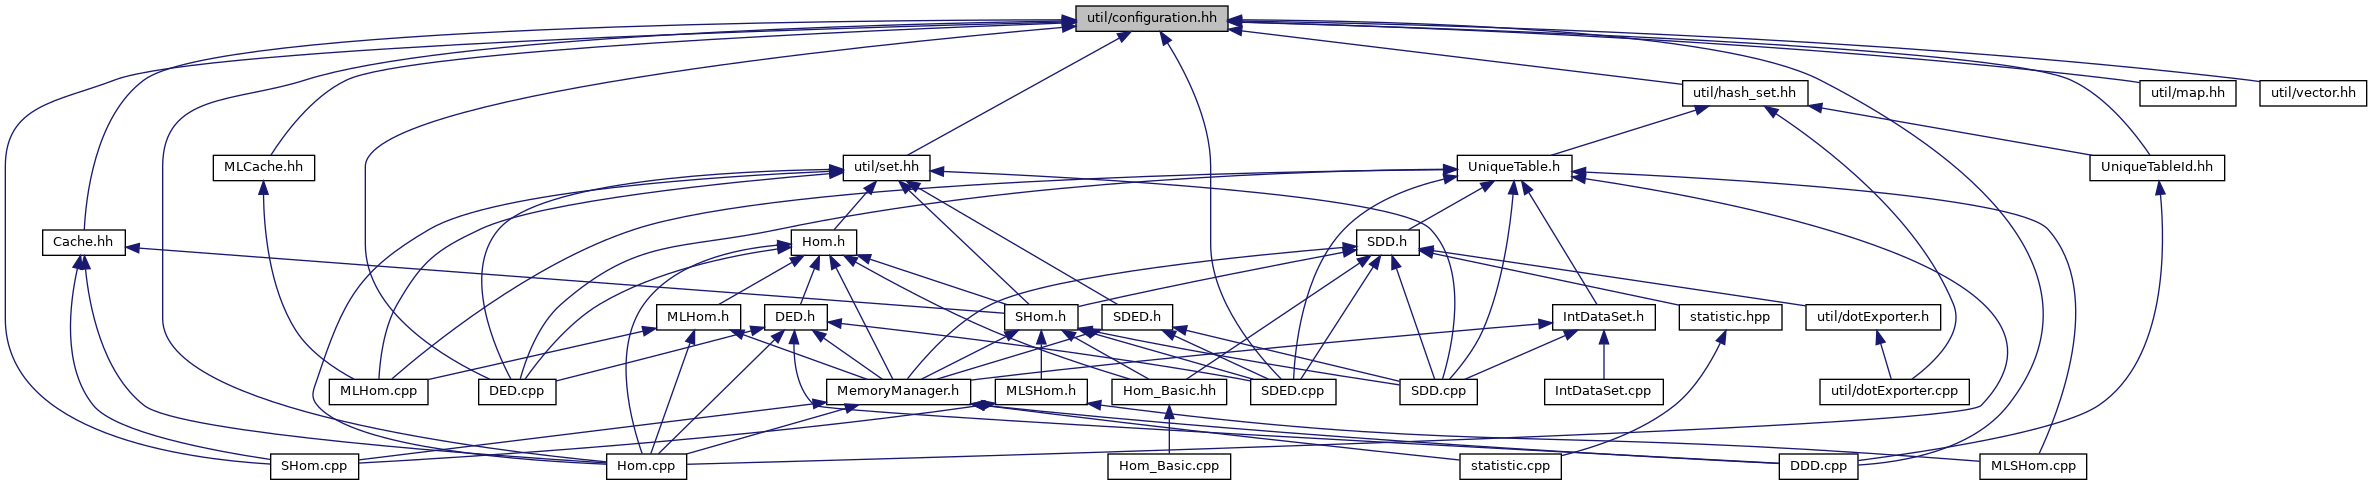 util/configuration.hh
util/hash_set.hh
util/map.hh
util/vector.hh
MLCache.hh
util/set.hh
UniqueTable.h
UniqueTableId.hh
Cache.hh
Hom.h
SDD.h
MLHom.h
DED.h
SHom.h
SDED.h
IntDataSet.h
statistic.hpp
util/dotExporter.h
MLHom.cpp
DED.cpp
MemoryManager.h
MLSHom.h
Hom_Basic.hh
SDED.cpp
SDD.cpp
IntDataSet.cpp
util/dotExporter.cpp
SHom.cpp
Hom.cpp
Hom_Basic.cpp
statistic.cpp
DDD.cpp
MLSHom.cpp